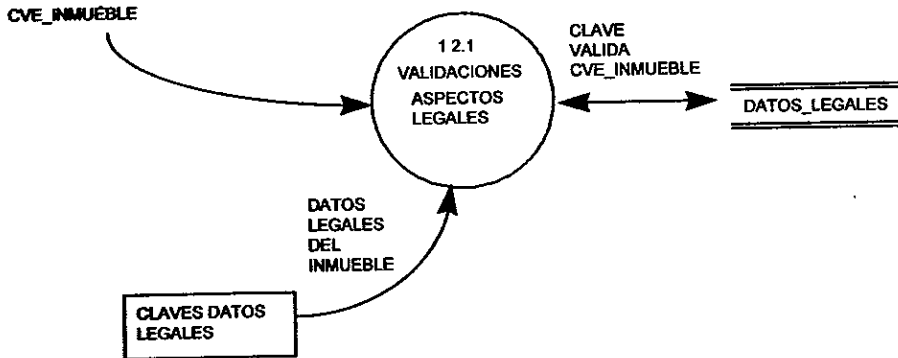 CVE_INMUEBLE
1 2.1
VALIDACIONES
ASPECTOS
LEGALES
CLAVE
VALIDA
CVE_INMUEBLE
DATOS_LEGALES
DATOS
LEGALES
DEL
INMUEBLE
CLAVES DATOS
LEGALES